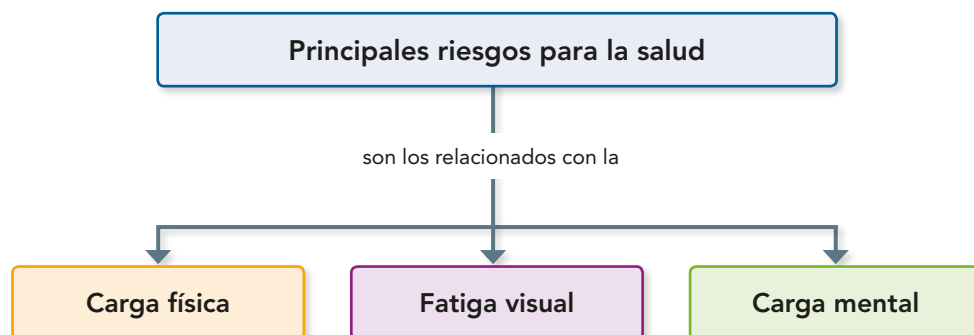 Principales riesgos para la salud
son los relacionados con la
Carga física
Fatiga visual
Carga mental